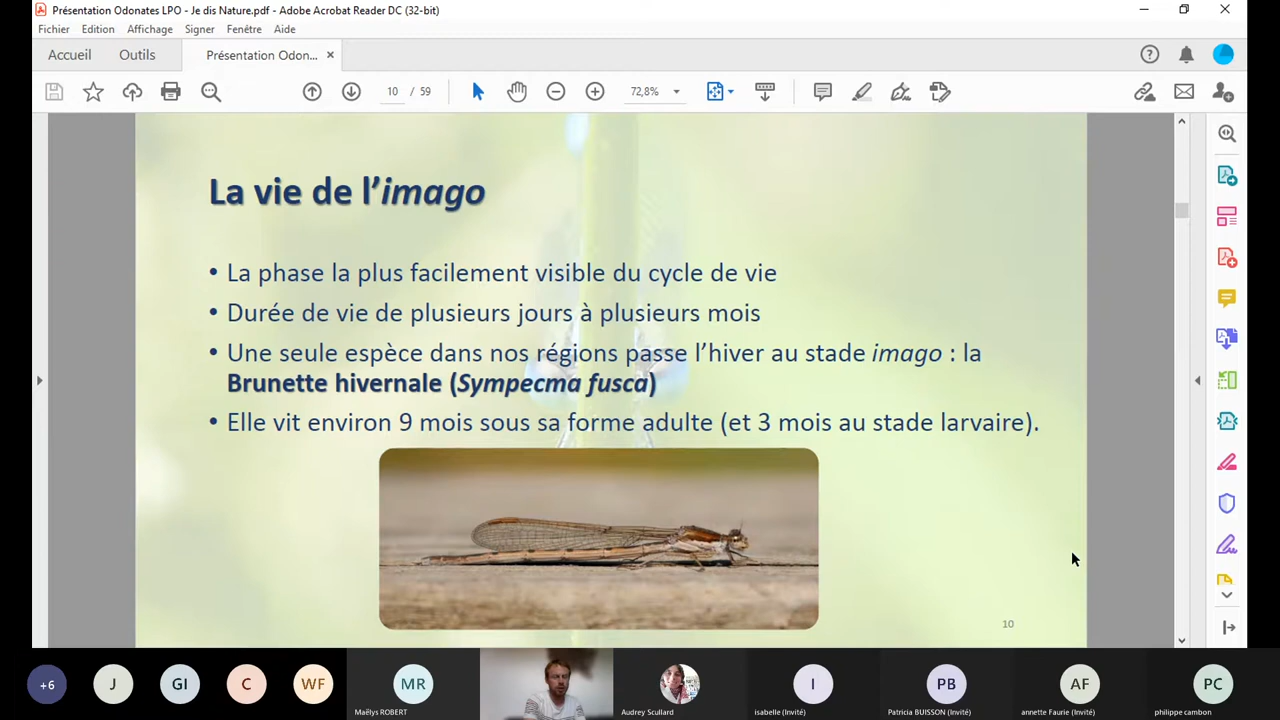 Présentation Odonates LPO - Je dis Nature.pdf - Adobe Acrobat Reader DC (32-bit)
Fichier Edition Affichage Signer Fenêtre Aide
Accueil Outils Présentation Odon... ×
10 / 59 72,8%
La vie de l’imago
• La phase la plus facilement visible du cycle de vie
• Durée de vie de plusieurs jours à plusieurs mois
• Une seule espèce dans nos régions passe l’hiver au stade imago : la
Brunette hivernale (Sympecma fusca)
• Elle vit environ 9 mois sous sa forme adulte (et 3 mois au stade larvaire).
10
+6 J GI C WF MR I PB AF PC
Maëlys ROBERT Audrey Scullard isabelle (Invité) Patricia BUISSON (Invité) annette Faurie (Invité) philippe cambon